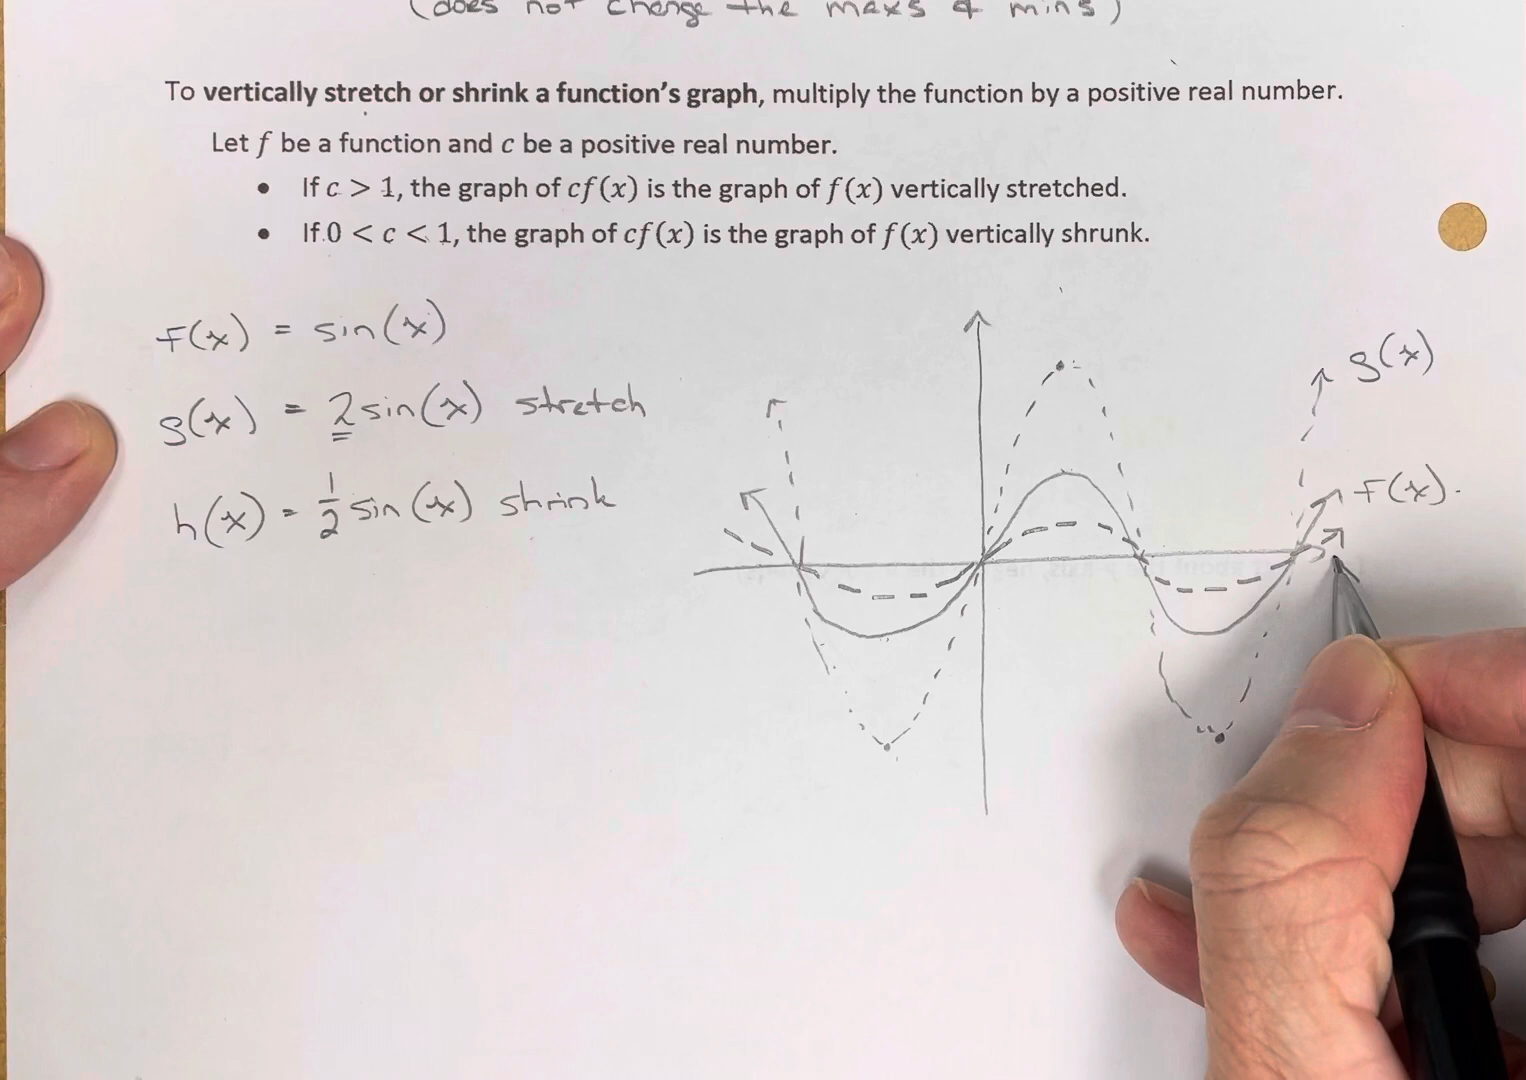 (does not change the maxs & mins)
To vertically stretch or shrink a function's graph, multiply the function by a positive real number.
Let f be a function and c be a positive real number.
• If c > 1, the graph of cf(x) is the graph of f(x) vertically stretched.
• If 0 < c < 1, the graph of cf(x) is the graph of f(x) vertically shrunk.
f(x) = sin(x)
g(x) = 2sin(x) stretch
h(x) = 1/2 sin(x) shrink
g(x)
f(x)